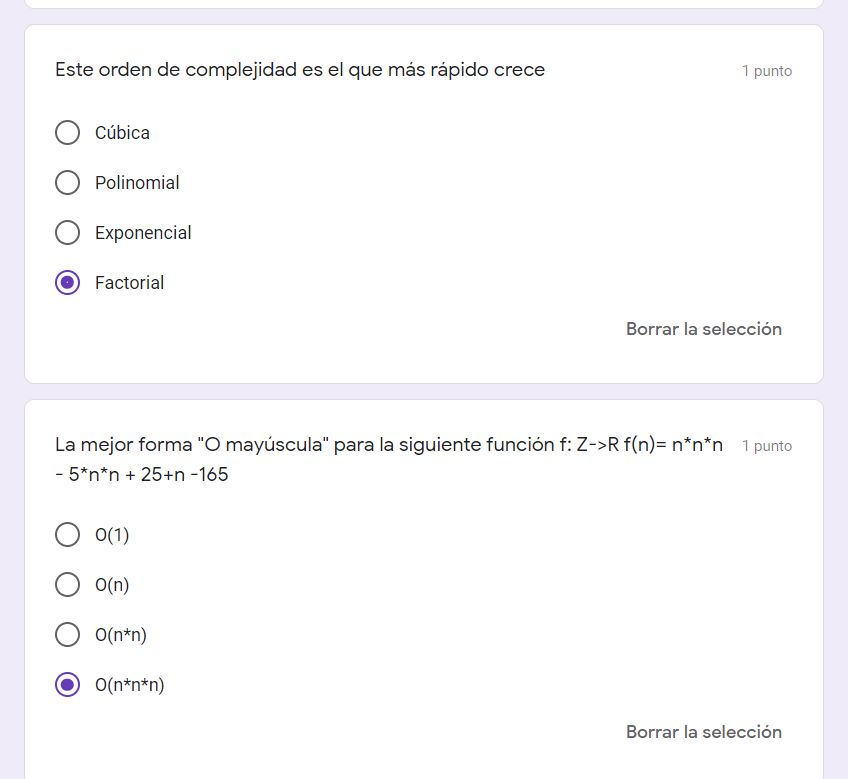 Este orden de complejidad es el que más rápido crece
1 punto
Cúbica
Polinomial
Exponencial
Factorial
Borrar la selección
La mejor forma "O mayúscula" para la siguiente función f: Z->R f(n)= n*n*n
1 punto
- 5*n*n + 25+n -165
O(1)
O(n)
O(n*n)
O(n*n*n)
Borrar la selección